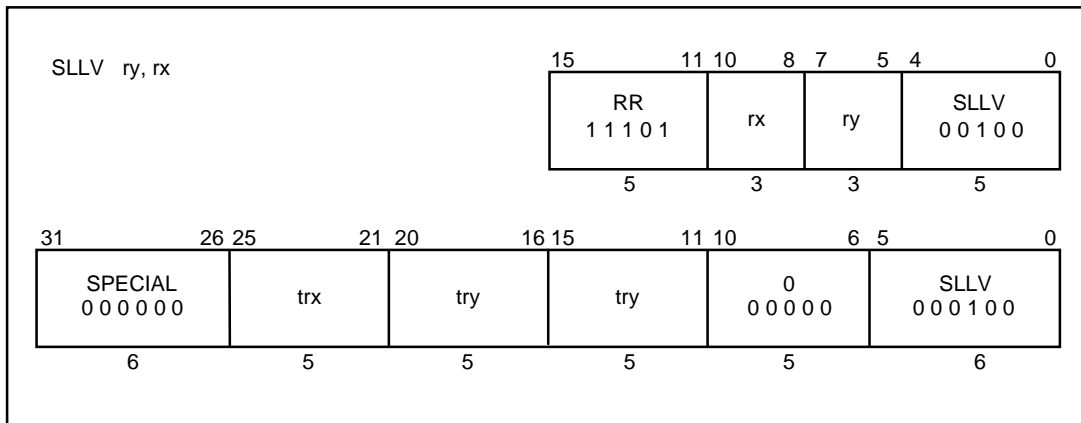 SLLV ry, rx
15 11 10 8 7 5 4 0
RR rx ry SLLV
1 1 1 0 1 0 0 1 0 0
5 3 3 5
31 26 25 21 20 16 15 11 10 6 5 0
SPECIAL trx try try 0 SLLV
0 0 0 0 0 0 0 0 0 0 0 0 0 0 1 0 0
6 5 5 5 5 6